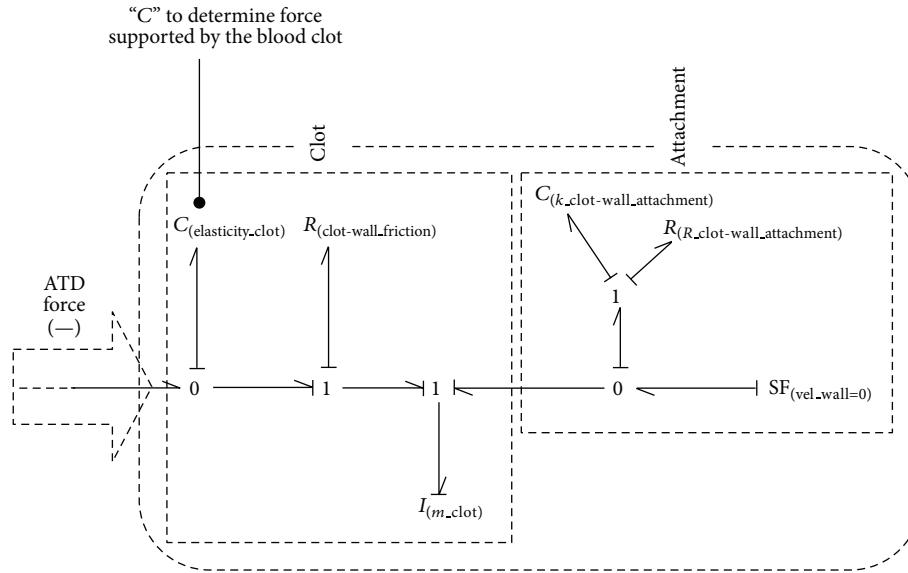 “C” to determine force
supported by the blood clot
Clot
Attachment
C(elasticity_clot)
R(clot-wall_friction)
C(k_clot-wall_attachment)
R(R_clot-wall_attachment)
ATD
force
(—)
1
0
1
1
0
SF(vel_wall=0)
I(m_clot)